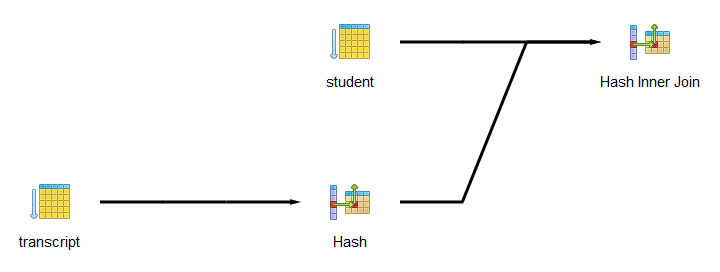 student
Hash Inner Join
transcript
Hash